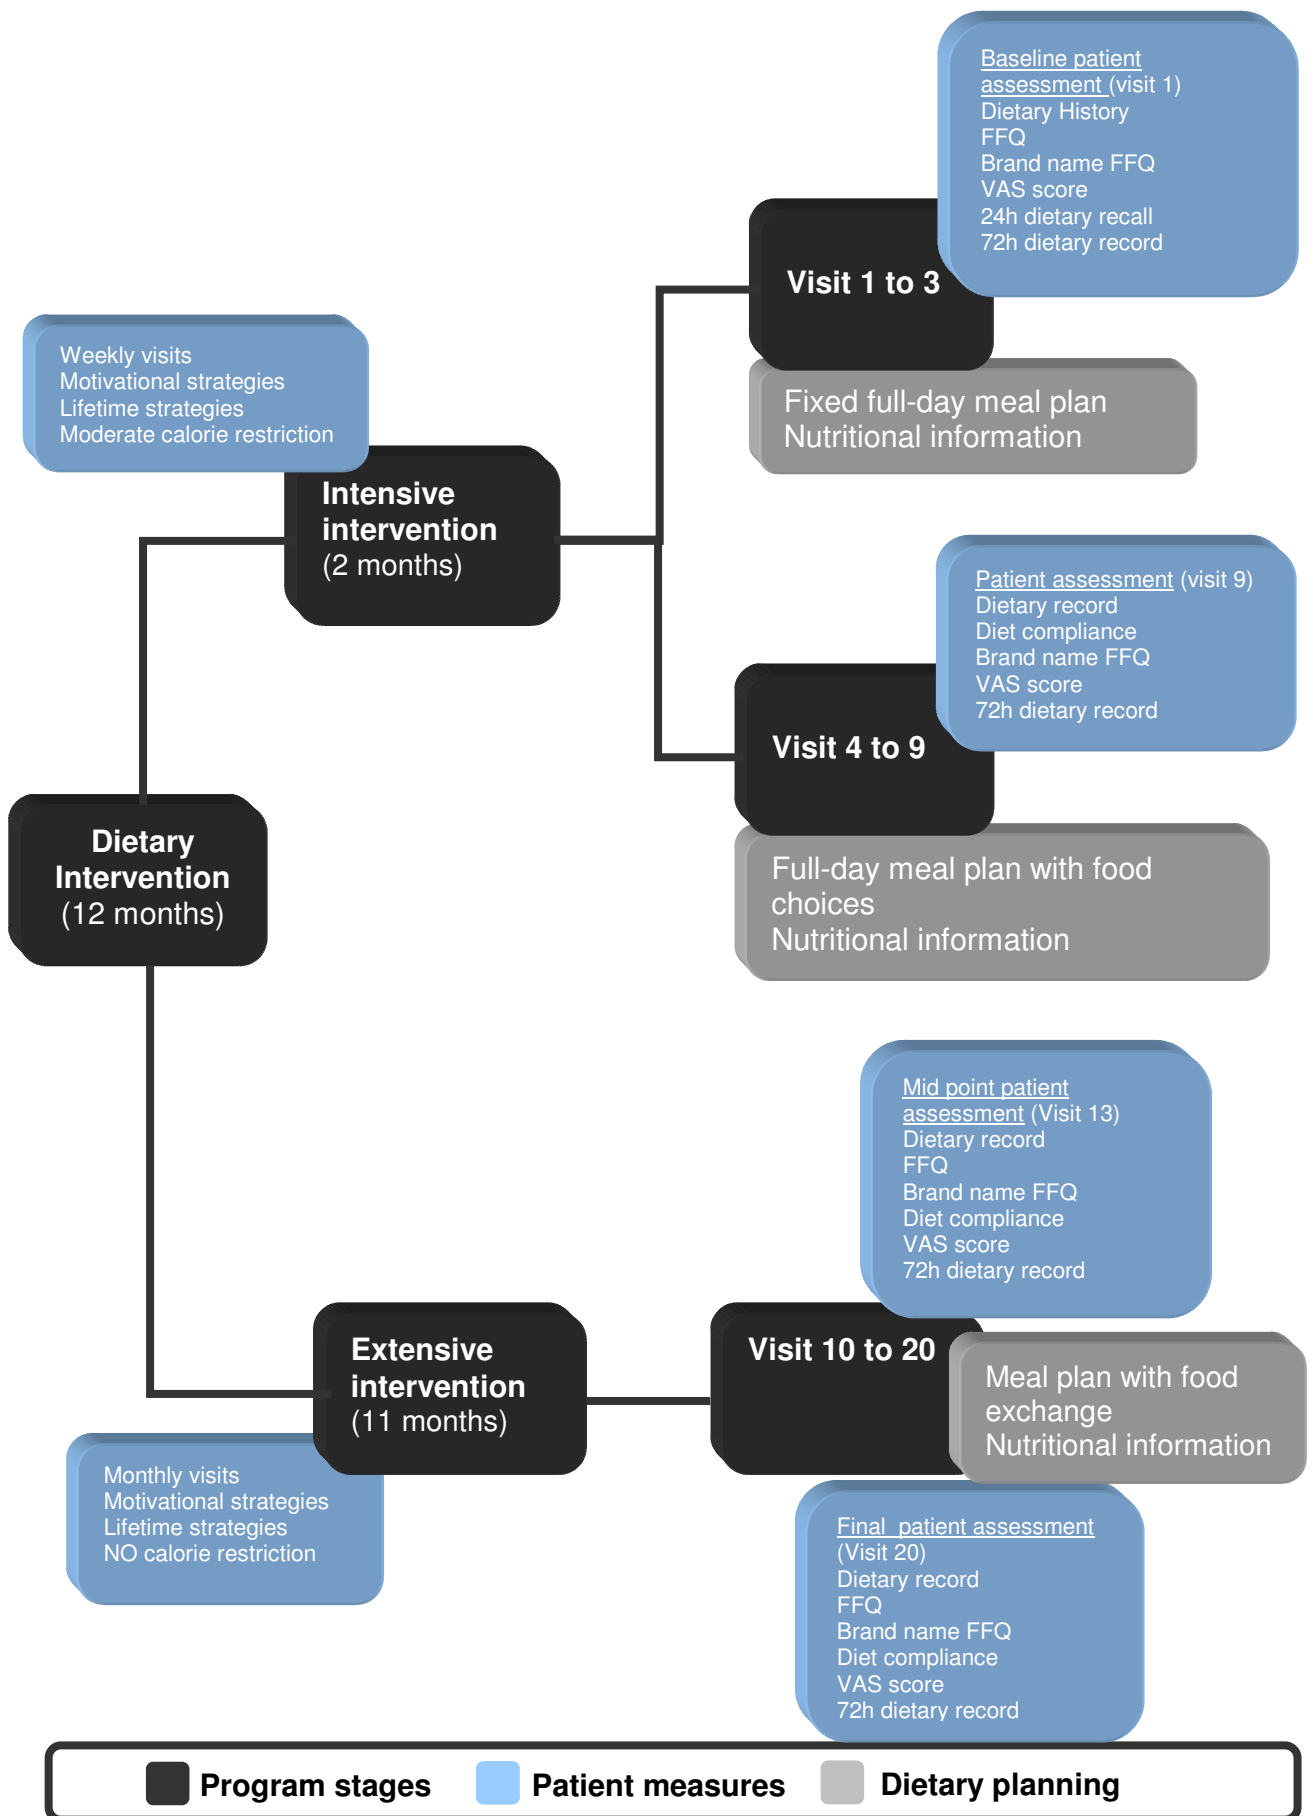 Baseline patient
assessment (visit 1)
Dietary History
FFQ
Brand name FFQ
VAS score
24h dietary recall
72h dietary record
Visit 1 to 3
Fixed full-day meal plan
Nutritional information
Weekly visits
Motivational strategies
Lifetime strategies
Moderate calorie restriction
Intensive
intervention
(2 months)
Patient assessment (visit 9)
Dietary record
Diet compliance
Brand name FFQ
VAS score
72h dietary record
Visit 4 to 9
Full-day meal plan with food
choices
Nutritional information
Dietary
Intervention
(12 months)
Mid point patient
assessment (Visit 13)
Dietary record
FFQ
Brand name FFQ
Diet compliance
VAS score
72h dietary record
Extensive
intervention
(11 months)
Visit 10 to 20
Meal plan with food
exchange
Nutritional information
Monthly visits
Motivational strategies
Lifetime strategies
NO calorie restriction
Final  patient assessment
(Visit 20)
Dietary record
FFQ
Brand name FFQ
Diet compliance
VAS score
72h dietary record
Program stages
Patient measures
Dietary planning